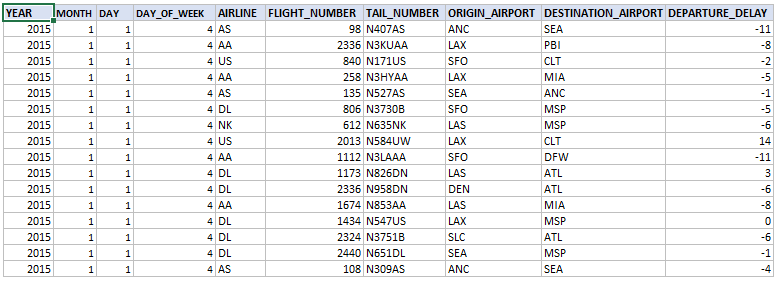 YEAR MONTH DAY DAY_OF_WEEK AIRLINE FLIGHT_NUMBER TAIL_NUMBER ORIGIN_AIRPORT DESTINATION_AIRPORT DEPARTURE_DELAY
2015 1 1 4 AS 98 N407AS ANC SEA -11
2015 1 1 4 AA 2336 N3KUAA LAX PBI -8
2015 1 1 4 US 840 N171US SFO CLT -2
2015 1 1 4 AA 258 N3HYAA LAX MIA -5
2015 1 1 4 AS 135 N527AS SEA ANC -1
2015 1 1 4 DL 806 N3730B SFO MSP -5
2015 1 1 4 NK 612 N635NK LAS MSP -6
2015 1 1 4 US 2013 N584UW LAX CLT 14
2015 1 1 4 AA 1112 N3LAAA SFO DFW -11
2015 1 1 4 DL 1173 N826DN LAS ATL 3
2015 1 1 4 DL 2336 N958DN DEN ATL -6
2015 1 1 4 AA 1674 N853AA LAS MIA -8
2015 1 1 4 DL 1434 N547US LAX MSP 0
2015 1 1 4 DL 2324 N3751B SLC ATL -6
2015 1 1 4 DL 2440 N651DL SEA MSP -1
2015 1 1 4 AS 108 N309AS ANC SEA -4